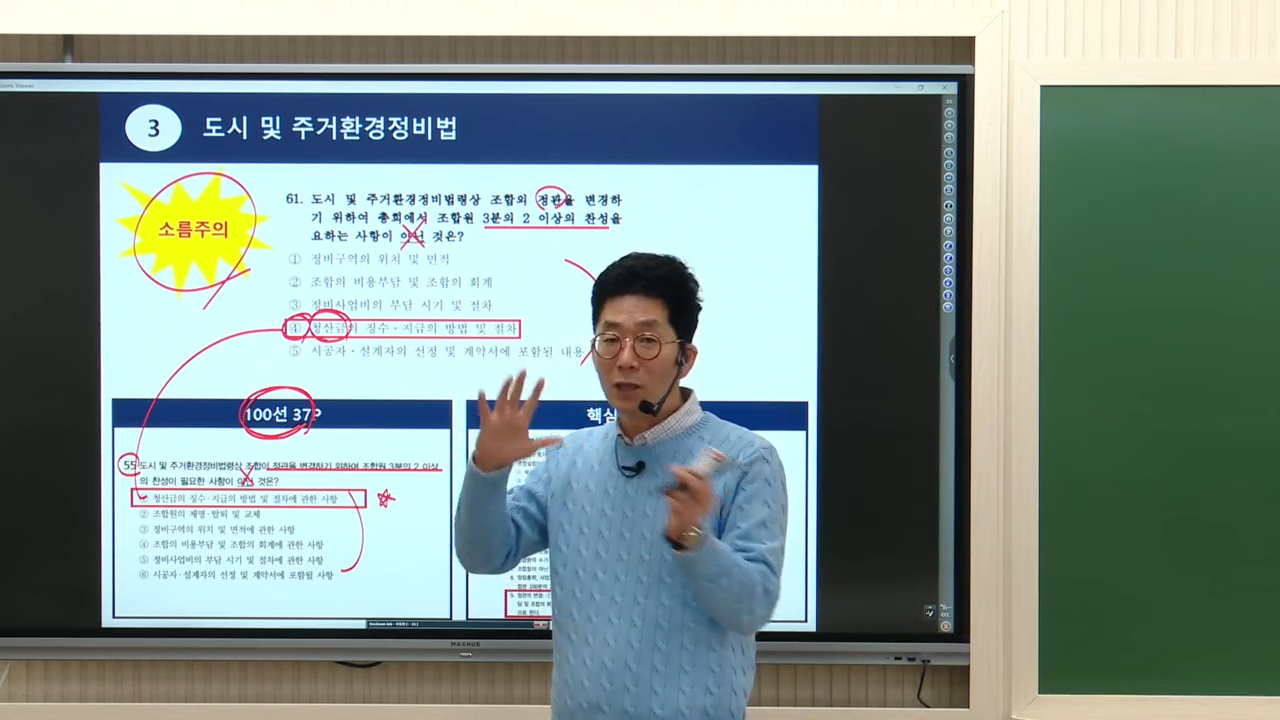 3 도시 및 주거환경정비법
소름주의
61. 도시 및 주거환경정비법령상 조합의 정관을 변경하
기 위하여 총회에서 조합원 3분의 2 이상의 찬성을
요하는 사항이 아닌 것은?
① 정비구역의 위치 및 면적
② 조합의 비용부담 및 조합의 회계
③ 정비사업비의 부담 시기 및 절차
④ 청산금의 징수·지급의 방법 및 절차
⑤ 시공자·설계자의 선정 및 계약서에 포함된 내용
100선 37P
55 도시 및 주거환경정비법령상 조합이 정관을 변경하기 위하여 조합원 3분의 2 이상
의 찬성이 필요한 사항이 아닌 것은?
① 청산금의 징수·지급의 방법 및 절차에 관한 사항
② 조합원의 제명·탈퇴 및 교체
③ 정비구역의 위치 및 면적에 관한 사항
④ 조합의 비용부담 및 조합의 회계에 관한 사항
⑤ 정비사업비의 부담 시기 및 절차에 관한 사항
⑥ 시공자·설계자의 선정 및 계약서에 포함될 사항
핵심
MAXHUB